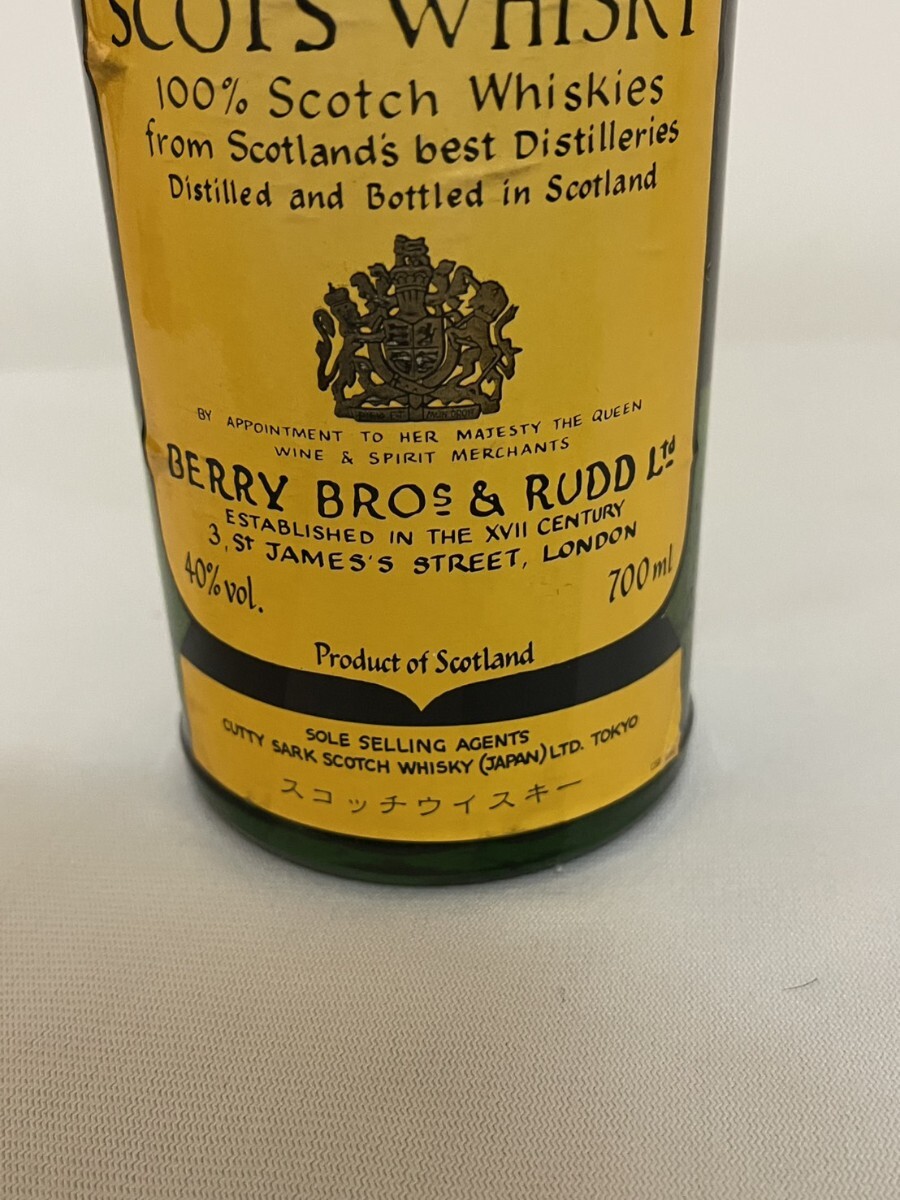 SCOTS WHISKY
100% Scotch Whiskies
from Scotland's best Distilleries
Distilled and Bottled in Scotland
BY APPOINTMENT TO HER MAJESTY THE QUEEN
WINE & SPIRIT MERCHANTS
BERRY BROS & RUDD Ltd
ESTABLISHED IN THE XVII CENTURY
3, St JAMES'S STREET, LONDON
40% vol. 700 ml
Product of Scotland
SOLE SELLING AGENTS
CUTTY SARK SCOTCH WHISKY (JAPAN) LTD. TOKYO
スコッチウイスキー